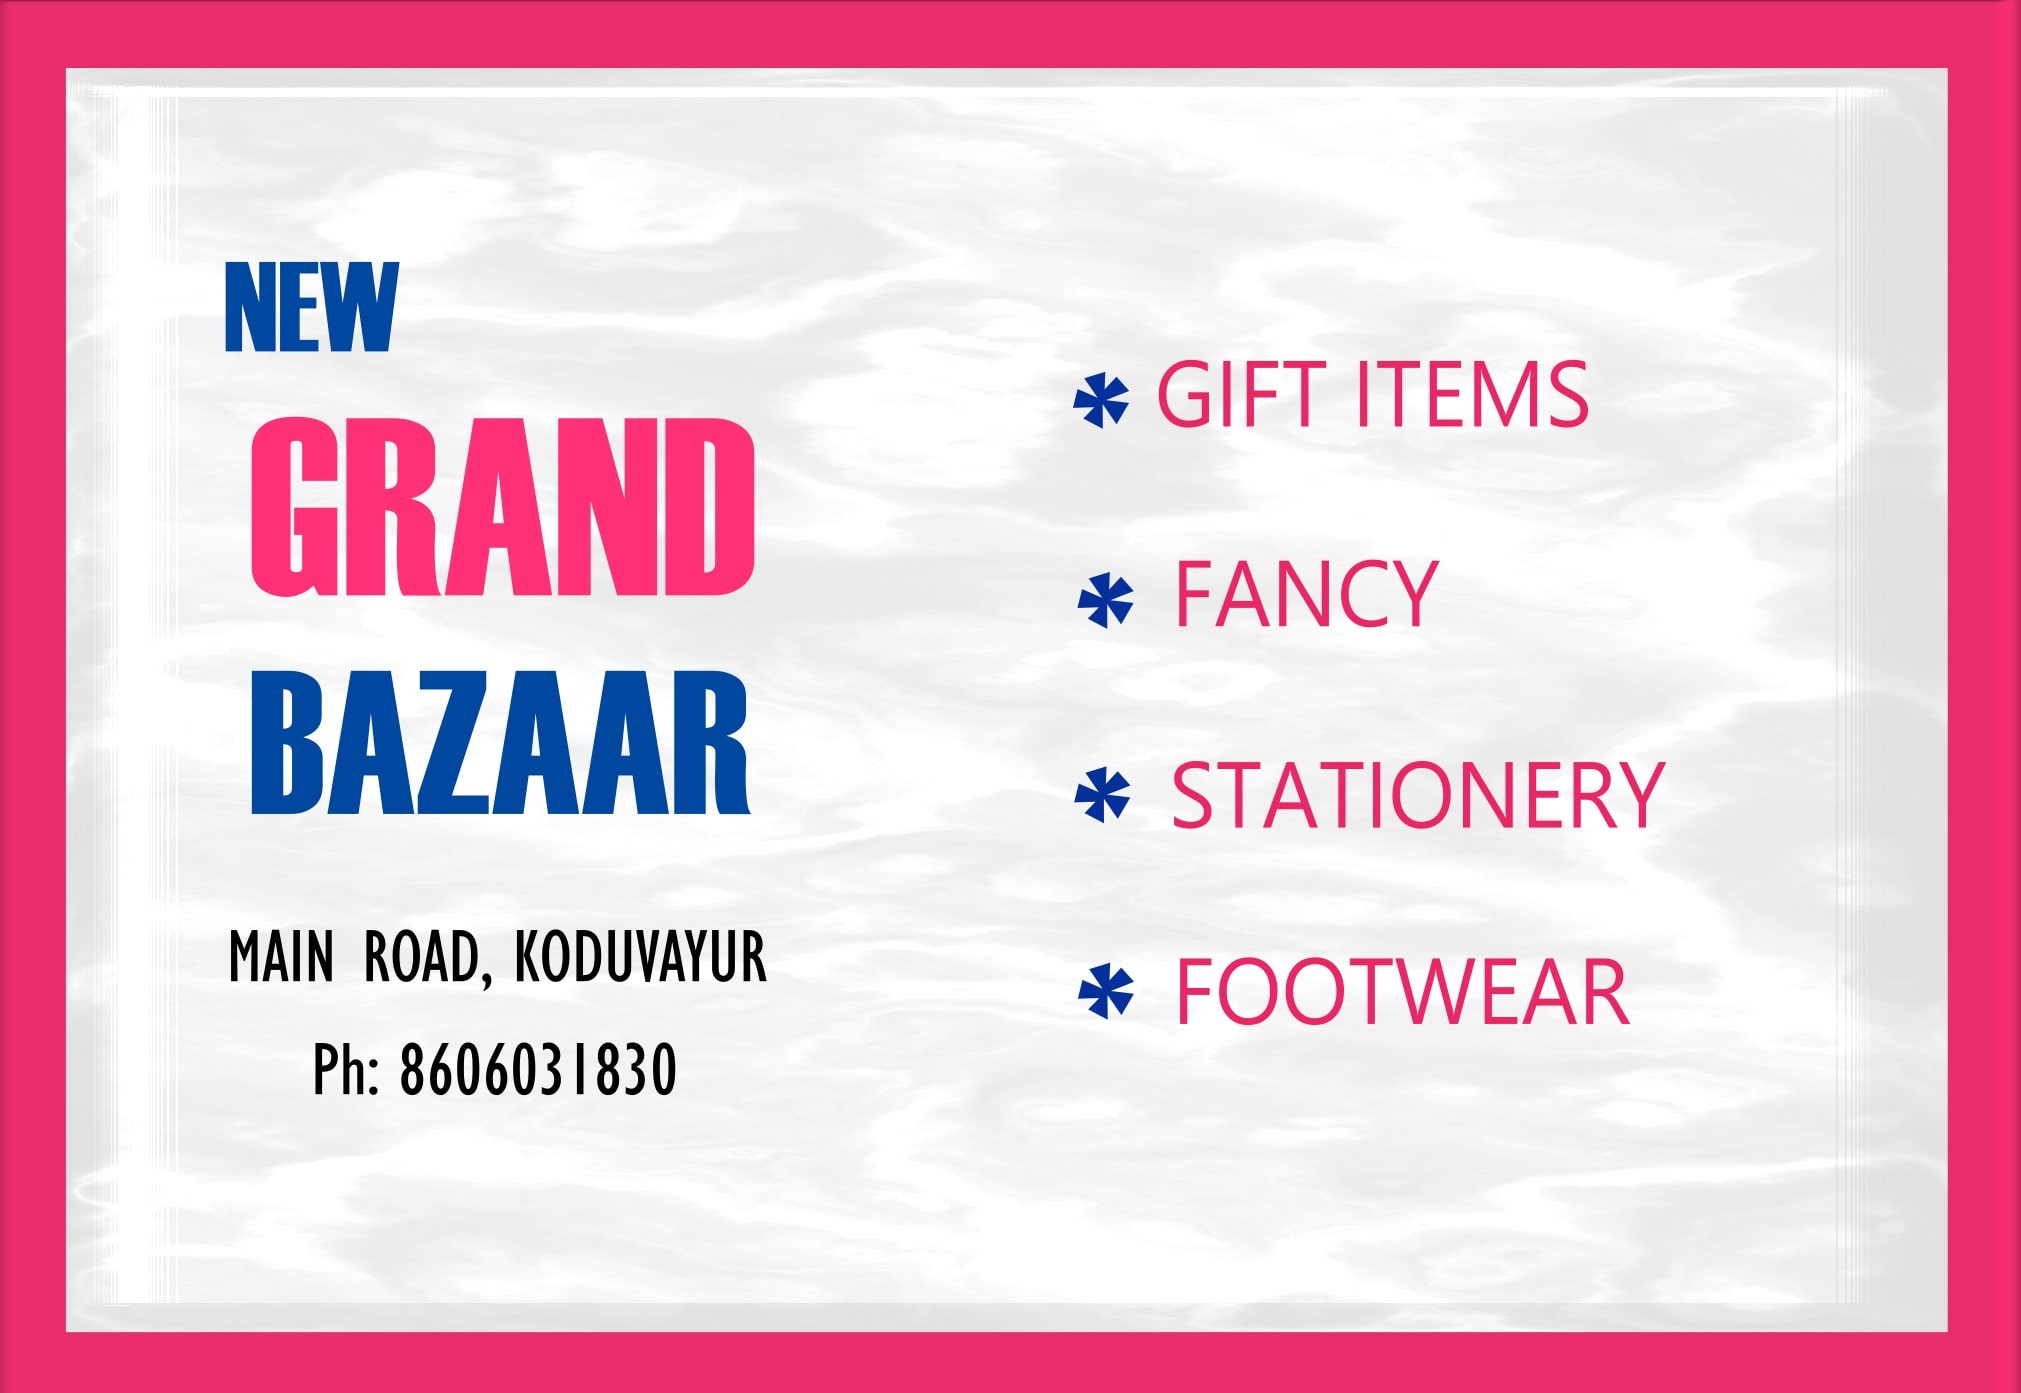 NEW
GRAND
BAZAAR
MAIN ROAD, KODUVAYUR
Ph: 8606031830
* GIFT ITEMS
* FANCY
* STATIONERY
* FOOTWEAR